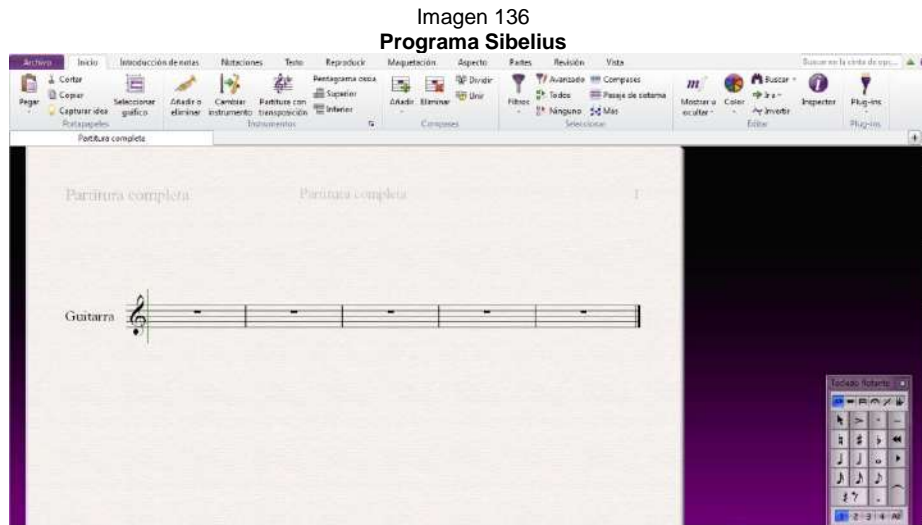 Imagen 136
Programa Sibelius
Archivo Inicio Introducción de notas Notaciones Texto Reproducir Maquetación Aspecto Partes Revisión Vista
Pegar
Cortar
Copiar
Capturar idea
Seleccionar gráfico
Portapapeles
Añadir o eliminar
Cambiar instrumento
Partitura con transposición
Pentagrama ossia
Superior
Inferior
Instrumentos
Añadir
Eliminar
Dividir
Unir
Compases
Filtros
Avanzado
Todos
Ninguno
Compases
Pasaje de sistema
Más
Seleccionar
Mostrar u ocultar
Color
Buscar
Ir a
Invertir
Editar
Inspector
Plug-ins
Plug-ins
Partitura completa
Partitura completa Partitura completa 1
Guitarra
Teclado flotante
1 2 3 4 All